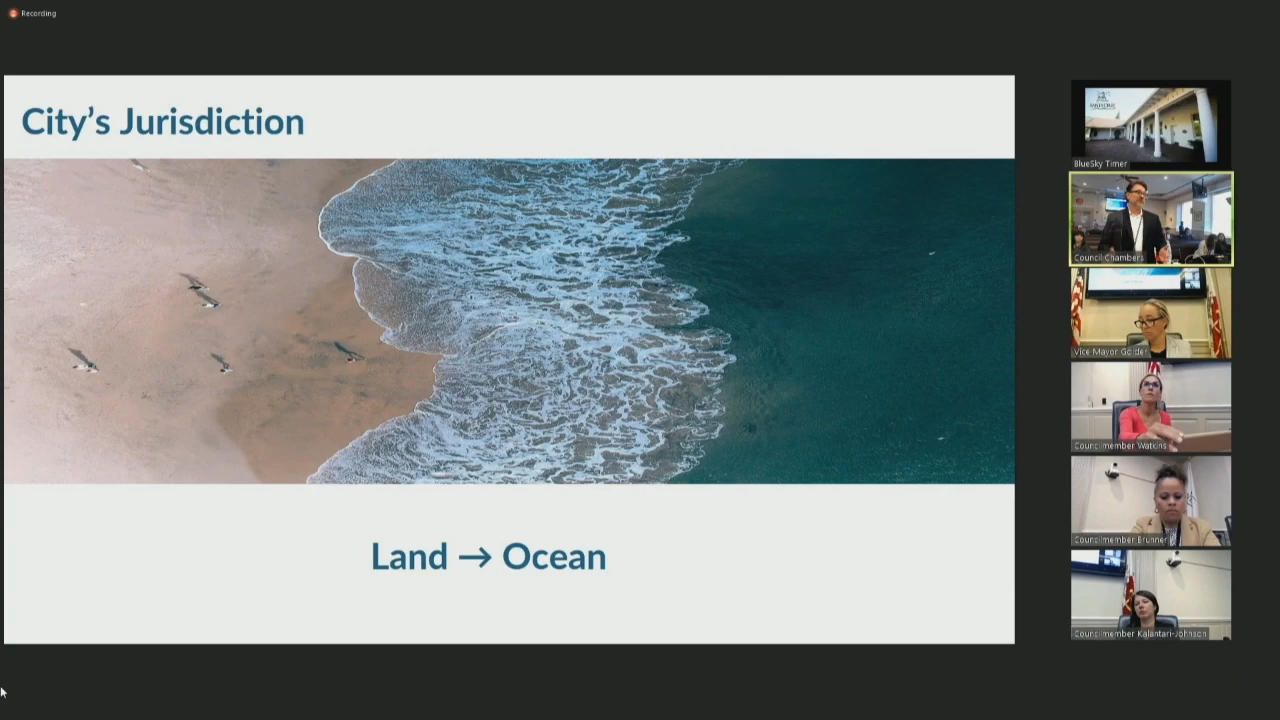 Recording
City's Jurisdiction
Land → Ocean
BlueSky Timer
Council Chambers
Vice Mayor Golder
Councilmember Watkins
Councilmember Brunner
Councilmember Kalantari-Johnson